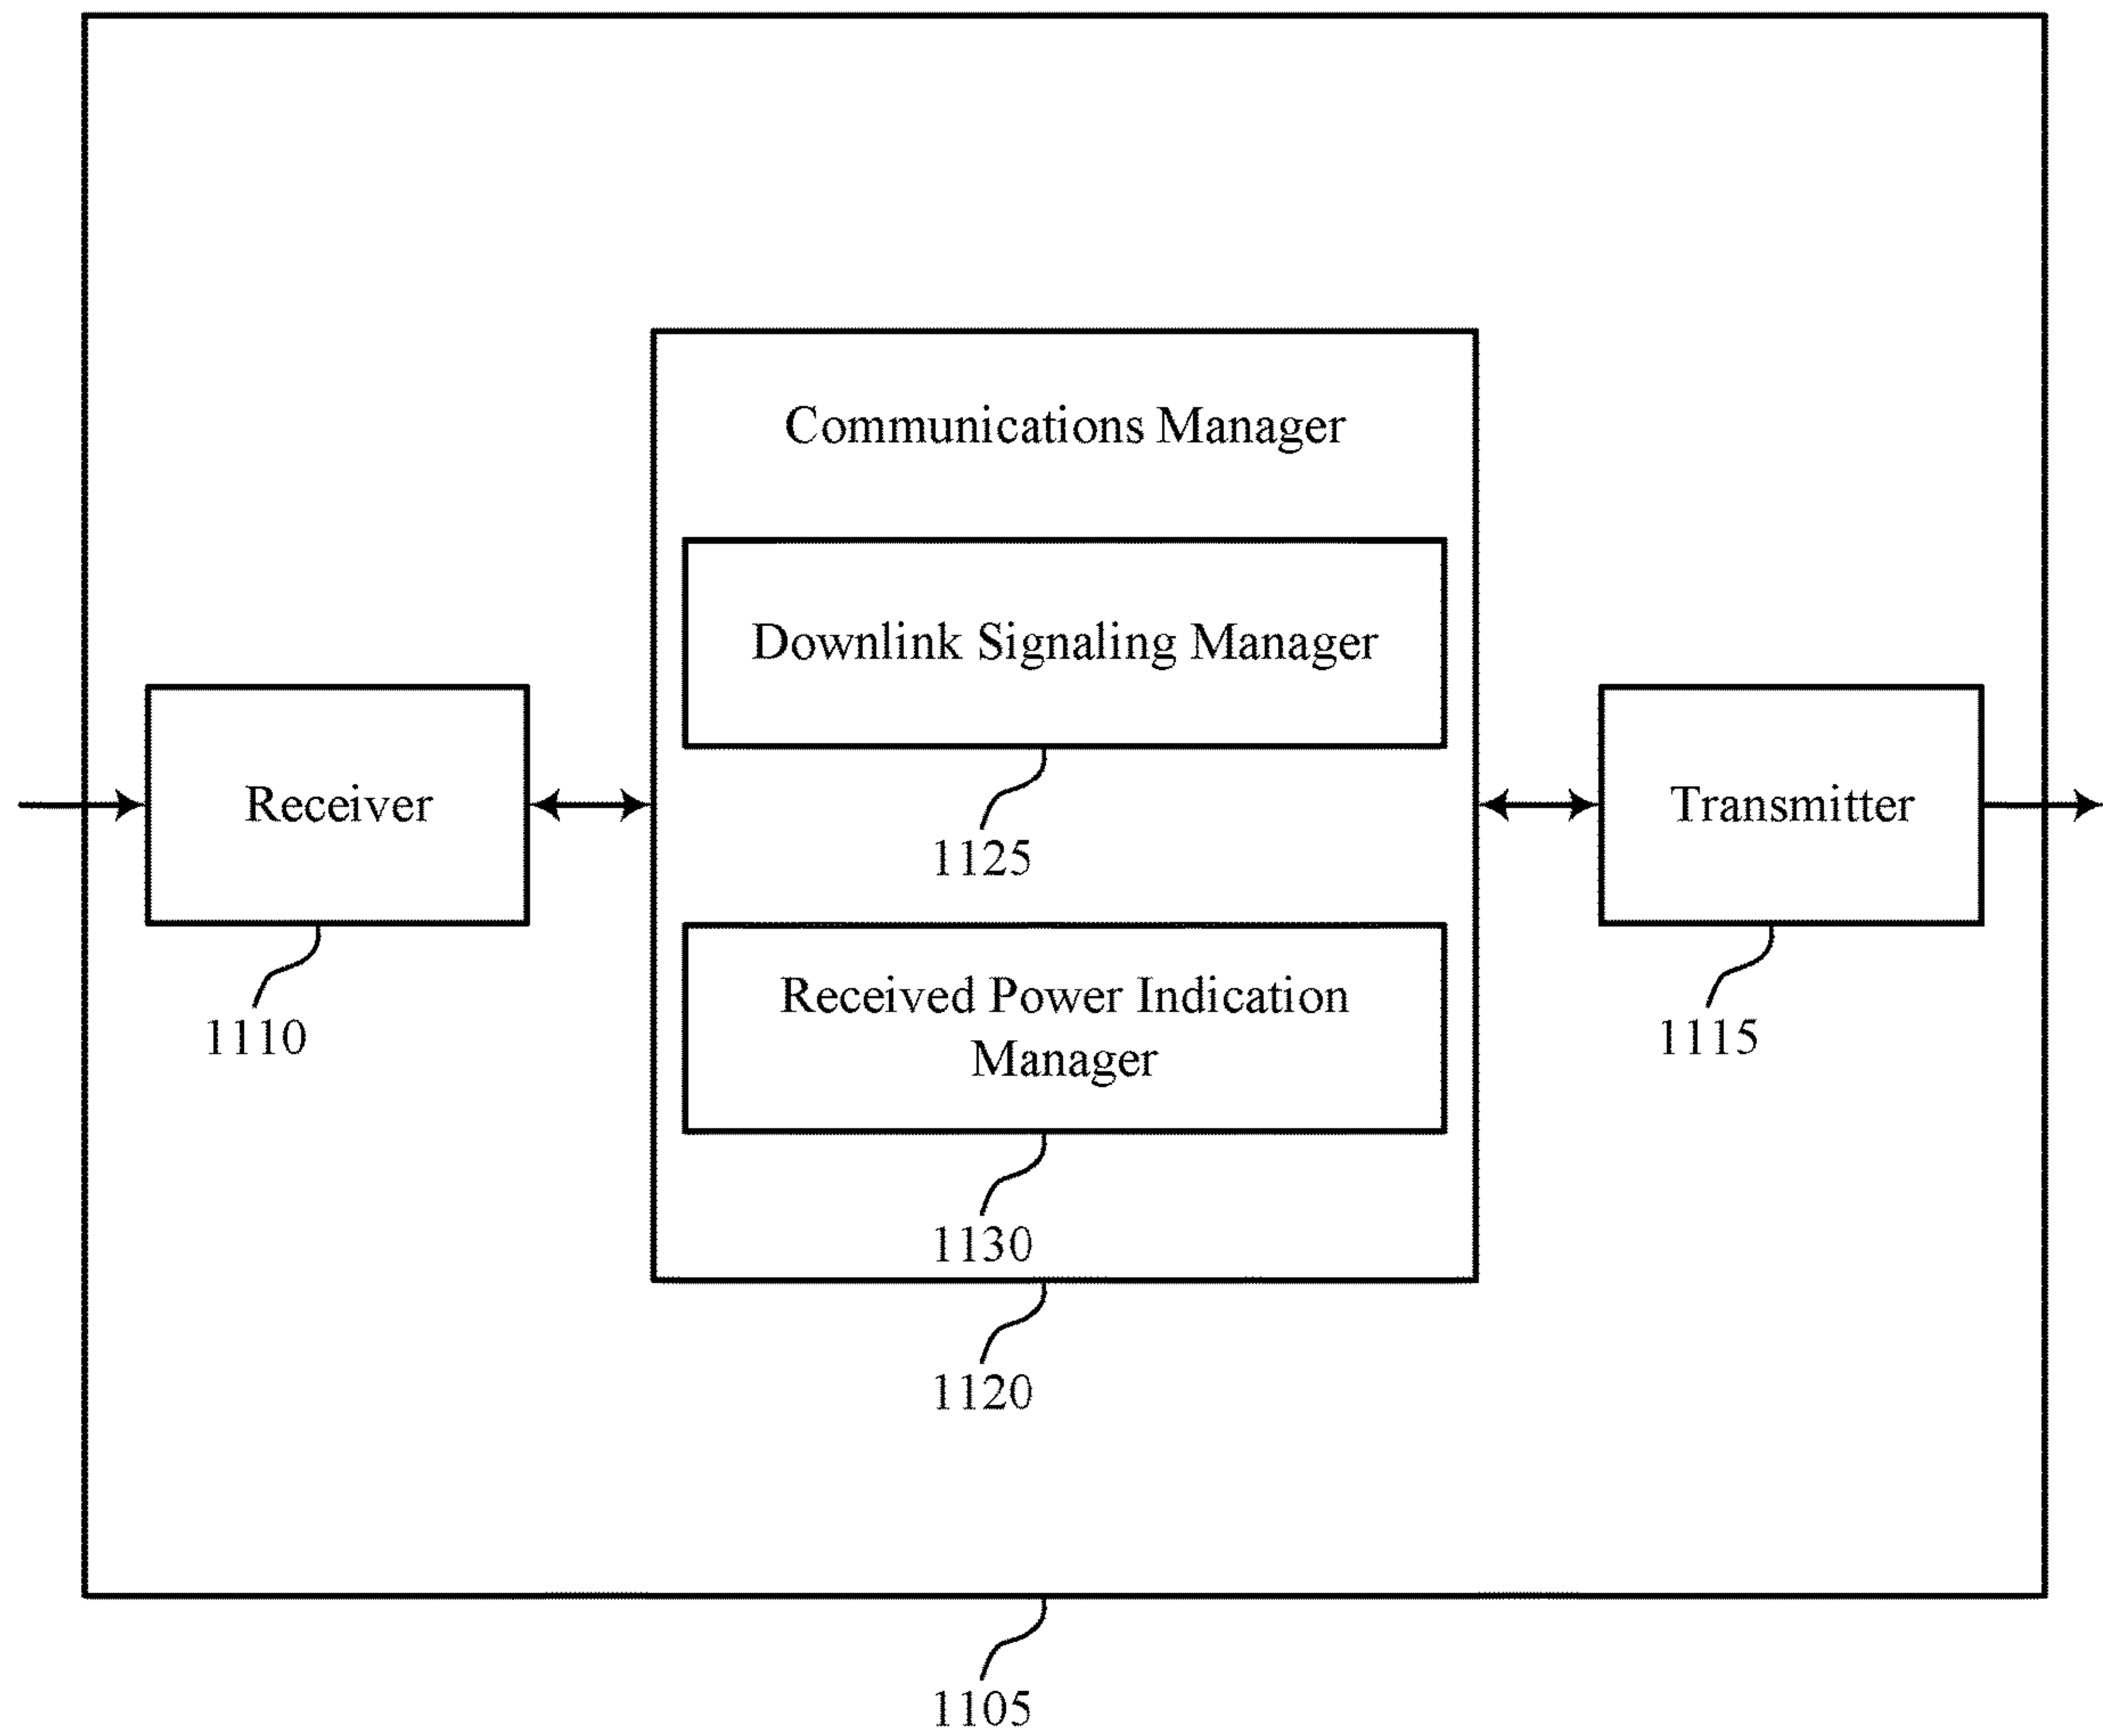 Communications Manager
Downlink Signaling Manager
1125
Receiver
1110
Transmitter
1115
Received Power Indication
Manager
1130
1120
1105